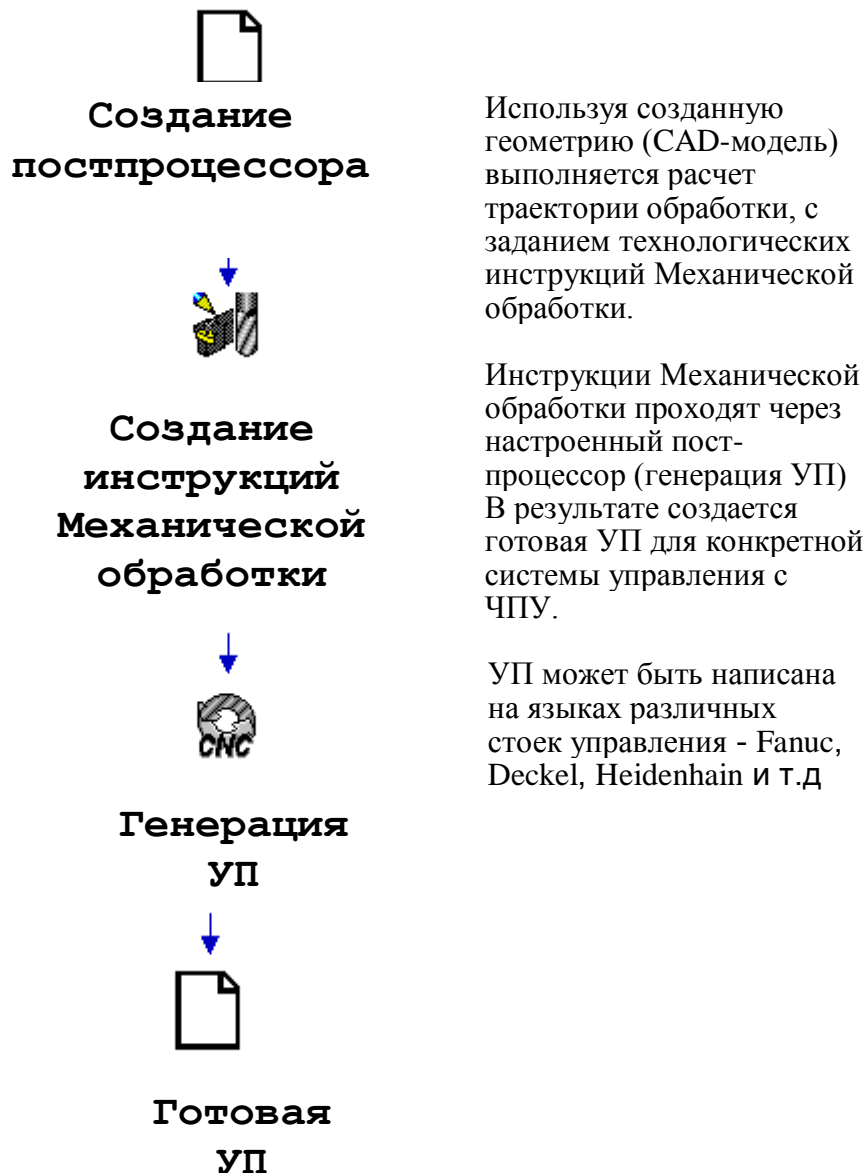 Создание
постпроцессора
Используя созданную
геометрию (CAD-модель)
выполняется расчет
траектории обработки, с
заданием технологических
инструкций Механической
обработки.
Создание
инструкций
Механической
обработки
Инструкции Механической
обработки проходят через
настроенный пост-
процессор (генерация УП)
В результате создается
готовая УП для конкретной
системы управления с
ЧПУ.
CNC
Генерация
УП
УП может быть написана
на языках различных
стоек управления - Fanuc,
Deckel, Heidenhain и т.д
Готовая
УП